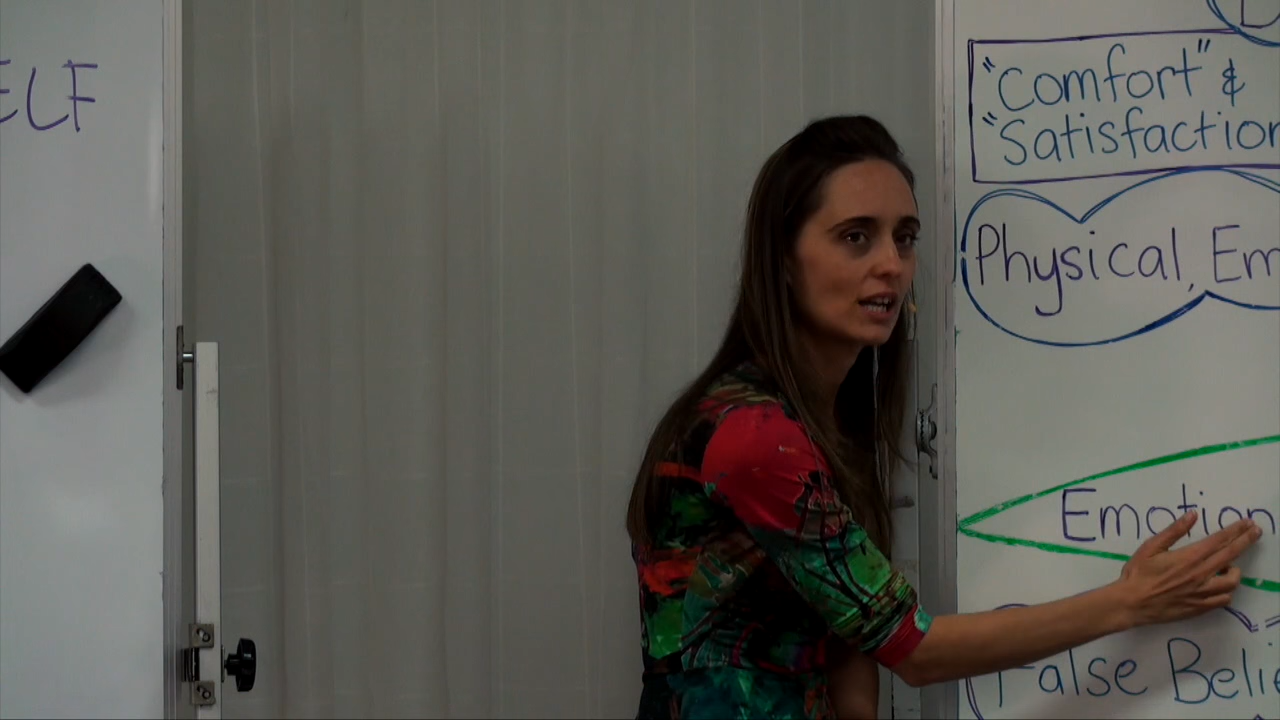 ELF
"Comfort" &
"Satisfaction
Physical, Em
Emotion
False Belie